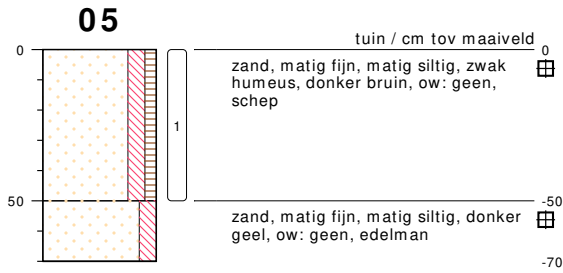 05
tuin / cm tov maaiveld
0
0
zand, matig fijn, matig siltig, zwak
humeus, donker bruin, ow: geen,
schep
1
50
-50
zand, matig fijn, matig siltig, donker
geel, ow: geen, edelman
-70